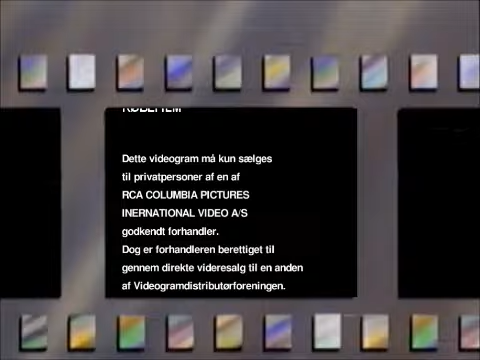 KØBEFILM
Dette videogram må kun sælges
til privatpersoner af en af
RCA COLUMBIA PICTURES
INERNATIONAL VIDEO A/S
godkendt forhandler.
Dog er forhandleren berettiget til
gennem direkte videresalg til en anden
af Videogramdistributørforeningen.